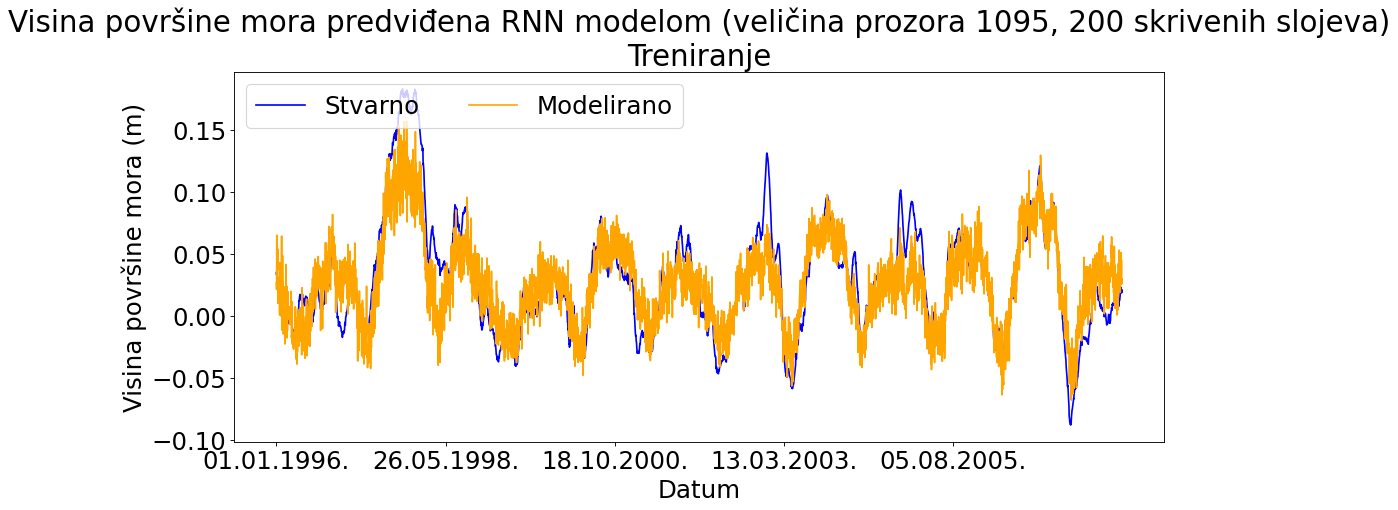 Visina površine mora predviđena RNN modelom (veličina prozora 1095, 200 skrivenih slojeva)
Treniranje
Stvarno
Modelirano
Visina površine mora (m)
0.15
0.10
0.05
0.00
−0.05
−0.10
01.01.1996.
26.05.1998.
18.10.2000.
13.03.2003.
05.08.2005.
Datum